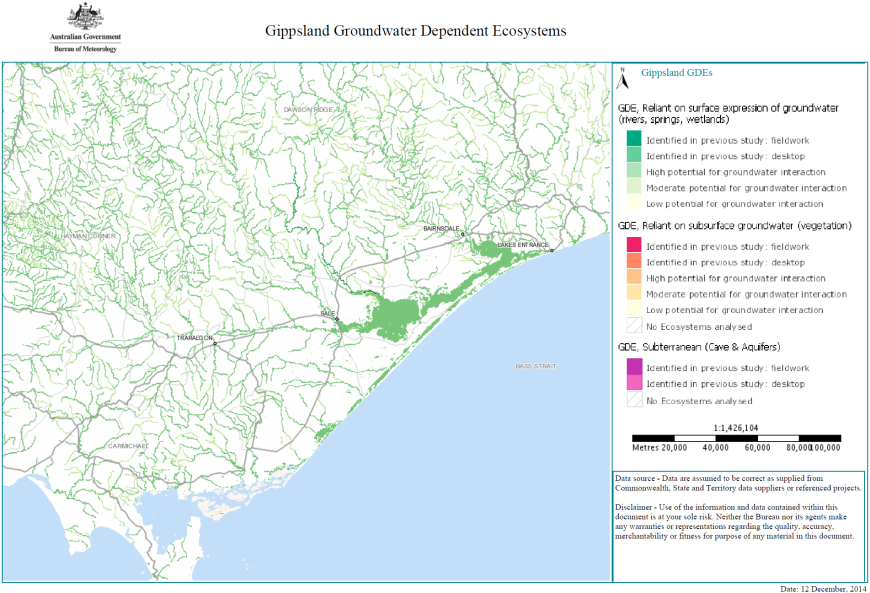 Australian Government
Bureau of Meteorology
Gippsland Groundwater Dependent Ecosystems
DAWSON RIDGE
HAYMAN CORNER
BAIRNSDALE
LAKES ENTRANCE
SALE
TRARALGON
BASS STRAIT
CARMICHAEL
N
Gippsland GDEs
GDE, Reliant on surface expression of groundwater
(rivers, springs, wetlands)
Identified in previous study: fieldwork
Identified in previous study: desktop
High potential for groundwater interaction
Moderate potential for groundwater interaction
Low potential for groundwater interaction
GDE, Reliant on subsurface groundwater (vegetation)
Identified in previous study: fieldwork
Identified in previous study: desktop
High potential for groundwater interaction
Moderate potential for groundwater interaction
Low potential for groundwater interaction
No Ecosystems analysed
GDE, Subterranean (Cave & Aquifers)
Identified in previous study: fieldwork
Identified in previous study: desktop
No Ecosystems analysed
1:1,426,104
Metres 20,000 40,000 60,000 80,000 100,000
Data source - Data are assumed to be correct as supplied from
Commonwealth, State and Territory data suppliers or referenced projects.
Disclaimer - Use of the information and data contained within this
document is at your sole risk. Neither the Bureau nor its agents make
any warranties or representations regarding the quality, accuracy,
merchantability or fitness for purpose of any material in this document.
Date: 12 December, 2014